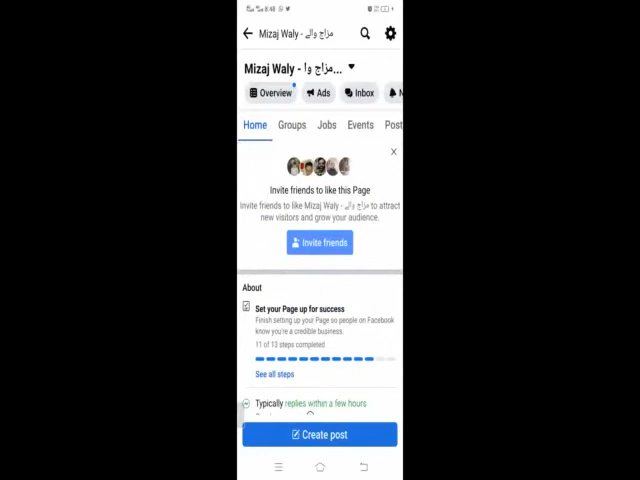 8:48
Mizaj Waly - مزاج والے
Mizaj Waly - مزاج وا...
Overview
Ads
Inbox
N
Home Groups Jobs Events Post
X
Invite friends to like this Page
Invite friends to like Mizaj Waly - مزاج والے to attract
new visitors and grow your audience.
Invite friends
About
Set your Page up for success
Finish setting up your Page so people on Facebook
know you're a credible business.
11 of 13 steps completed
See all steps
Typically replies within a few hours
Create post